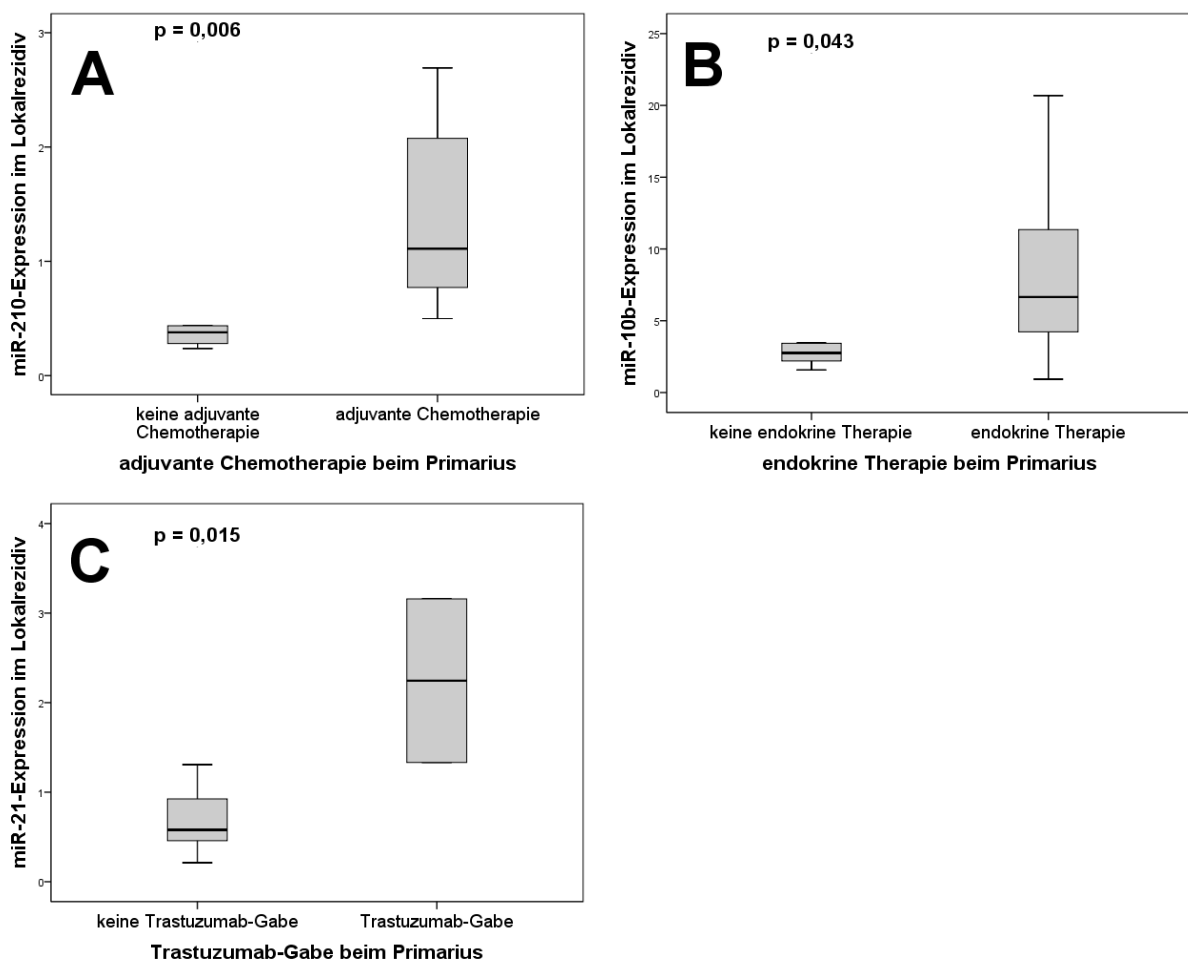 A
p = 0,006
miR-210-Expression im Lokalrezidiv
3
2
1
0
keine adjuvante
Chemotherapie
adjuvante Chemotherapie
adjuvante Chemotherapie beim Primarius
B
p = 0,043
miR-10b-Expression im Lokalrezidiv
25
20
15
10
5
0
keine endokrine Therapie
endokrine Therapie
endokrine Therapie beim Primarius
C
p = 0,015
miR-21-Expression im Lokalrezidiv
4
3
2
1
0
keine Trastuzumab-Gabe
Trastuzumab-Gabe
Trastuzumab-Gabe beim Primarius